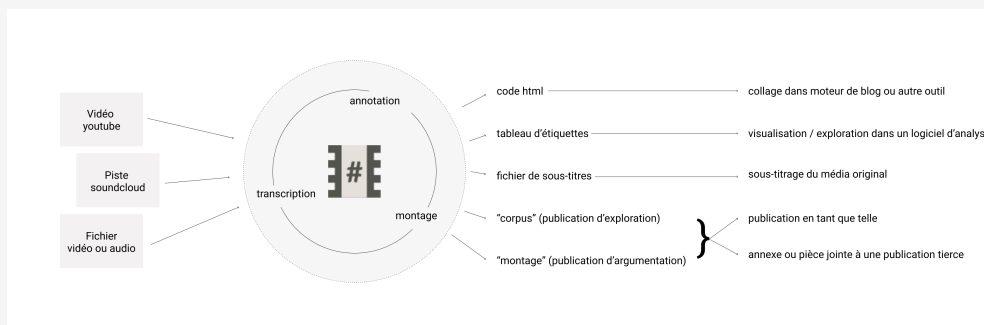 Vidéo
youtube
Piste
soundcloud
Fichier
vidéo ou audio
annotation
#
transcription
montage
code html
tableau d’étiquettes
fichier de sous-titres
“corpus” (publication d’exploration)
“montage” (publication d’argumentation)
}
collage dans moteur de blog ou autre outil
visualisation / exploration dans un logiciel d’analys
sous-titrage du média original
publication en tant que telle
annexe ou pièce jointe à une publication tierce